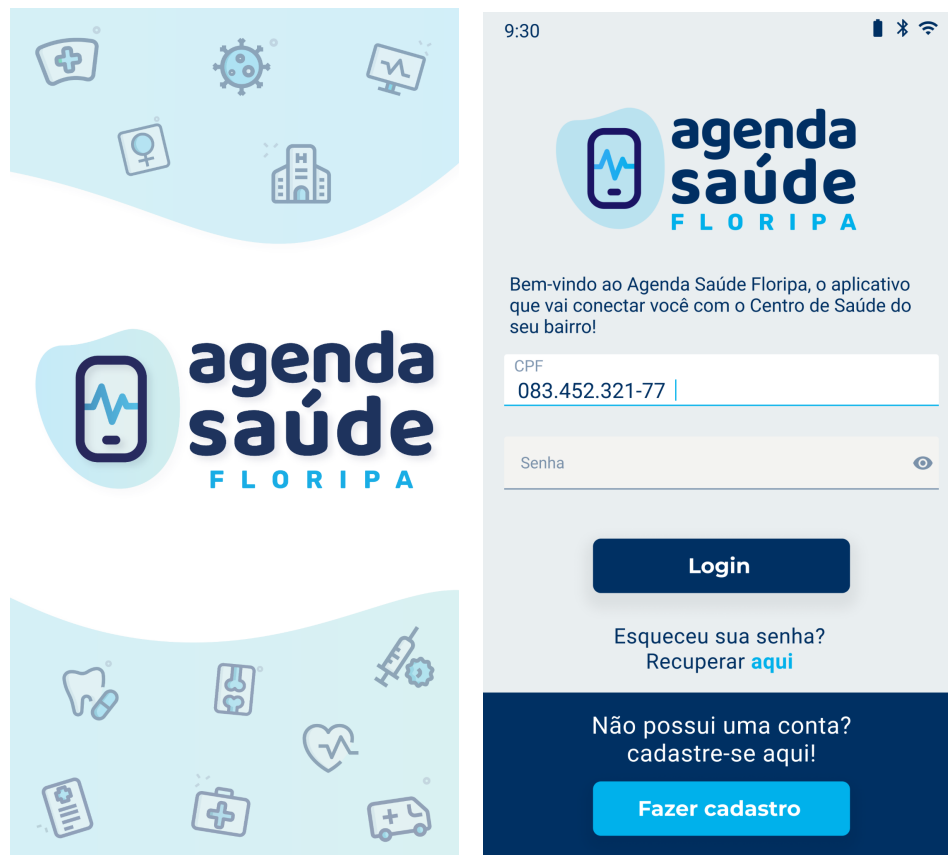 agenda
saúde
FLORIPA
9:30
agenda
saúde
FLORIPA
Bem-vindo ao Agenda Saúde Floripa, o aplicativo
que vai conectar você com o Centro de Saúde do
seu bairro!
CPF
083.452.321-77
Senha
Login
Esqueceu sua senha?
Recuperar aqui
Não possui uma conta?
cadastre-se aqui!
Fazer cadastro